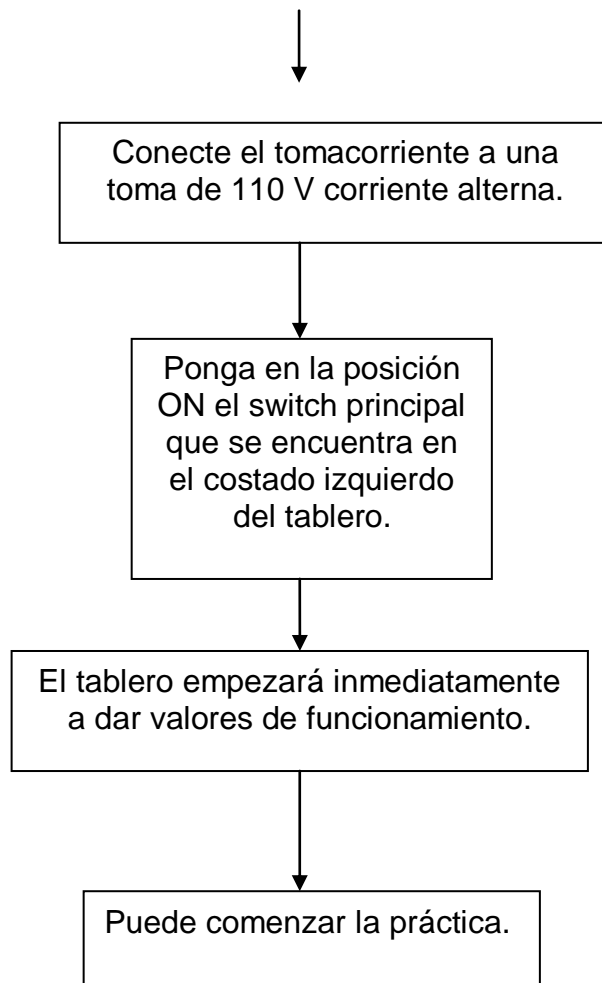 Conecte el tomacorriente a una
toma de 110 V corriente alterna.
Ponga en la posición
ON el switch principal
que se encuentra en
el costado izquierdo
del tablero.
El tablero empezará inmediatamente
a dar valores de funcionamiento.
Puede comenzar la práctica.